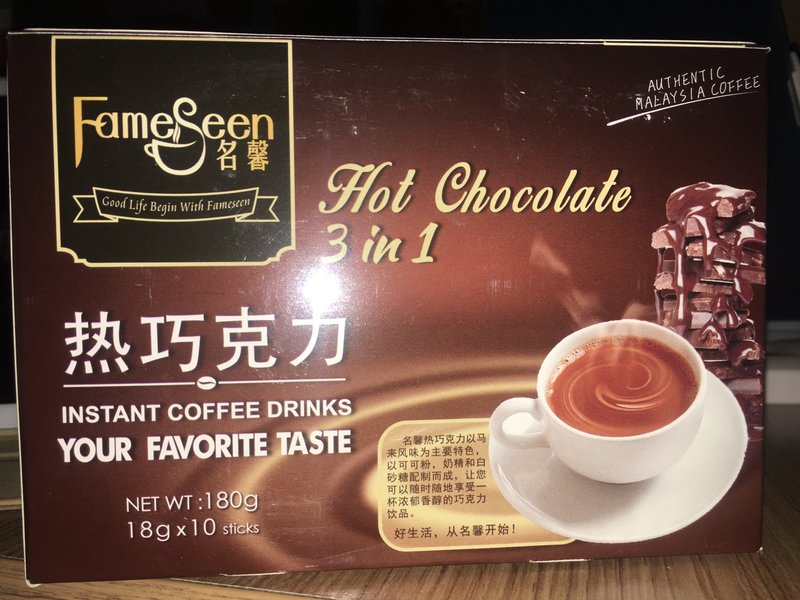 FameSeen
名馨
Good Life Begin With Fameseen
AUTHENTIC
MALAYSIA COFFEE
Hot Chocolate
3 in 1
热巧克力
INSTANT COFFEE DRINKS
YOUR FAVORITE TASTE
NET WT:180g
18g x 10 sticks
名馨热巧克力以马
来风味为主要特色，
以可可粉，奶精和白
砂糖配制而成，让您
可以随时随地享受一
杯浓郁香醇的巧克力
饮品。
好生活，从名馨开始！